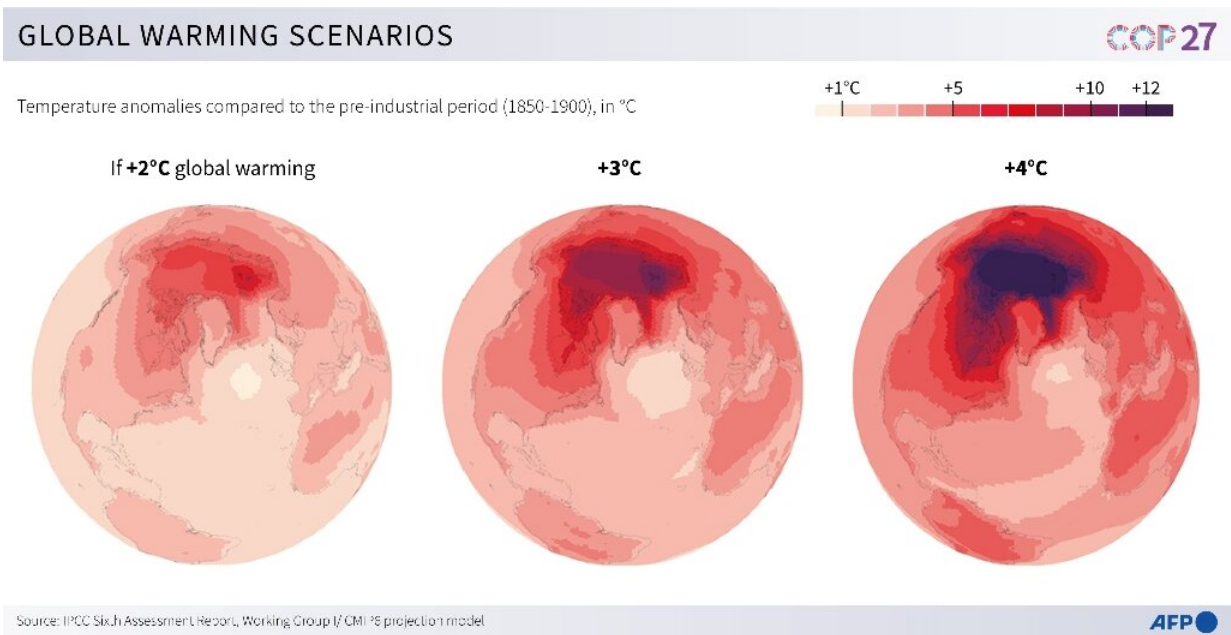 GLOBAL WARMING SCENARIOS
COP27
Temperature anomalies compared to the pre-industrial period (1850-1900), in °C
+1°C +5 +10 +12
If +2°C global warming
+3°C
+4°C
Source: IPCC Sixth Assessment Report, Working Group I/ CMIP6 projection model
AFP